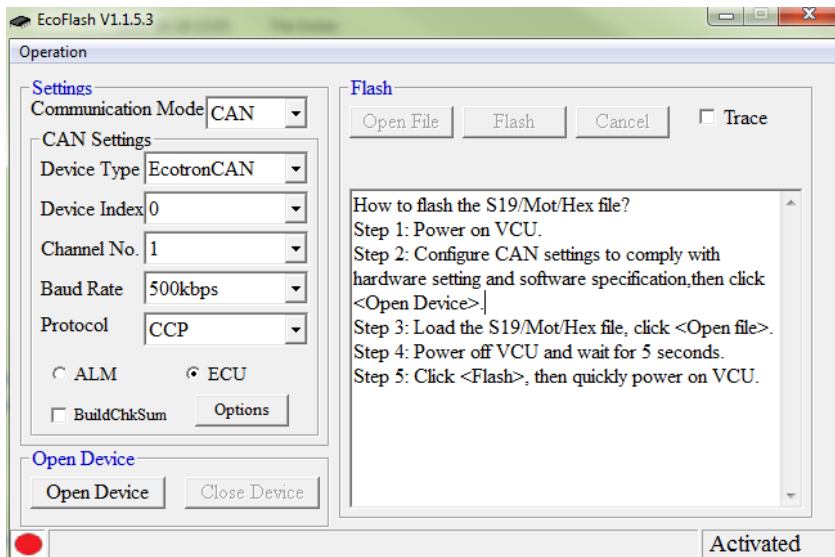 EcoFlash V1.1.5.3
Operation
Settings
Communication Mode CAN
CAN Settings
Device Type EcotronCAN
Device Index 0
Channel No. 1
Baud Rate 500kbps
Protocol CCP
ALM ECU
BuildChkSum Options
Open Device
Open Device Close Device
Flash
Open File Flash Cancel Trace
How to flash the S19/Mot/Hex file?
Step 1: Power on VCU.
Step 2: Configure CAN settings to comply with
hardware setting and software specification,then click
<Open Device>.
Step 3: Load the S19/Mot/Hex file, click <Open file>.
Step 4: Power off VCU and wait for 5 seconds.
Step 5: Click <Flash>, then quickly power on VCU.
Activated